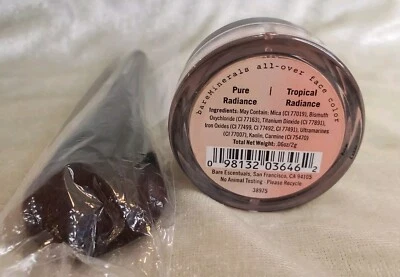 bareMinerals all-over face color
Pure | Tropical
Radiance Radiance
Ingredients: May Contain: Mica (CI 77019), Bismuth
Oxychloride (CI 77163), Titanium Dioxide (CI 77891),
Iron Oxides (CI 77499, CI 77492, CI 77491), Ultramarines
(CI 77007), Kaolin, Carmine (CI 75470)
Total Net Weight: .06oz/2g
0 98132 03646 2
Bare Escentuals, San Francisco, CA 94105
No Animal Testing Please Recycle
38975